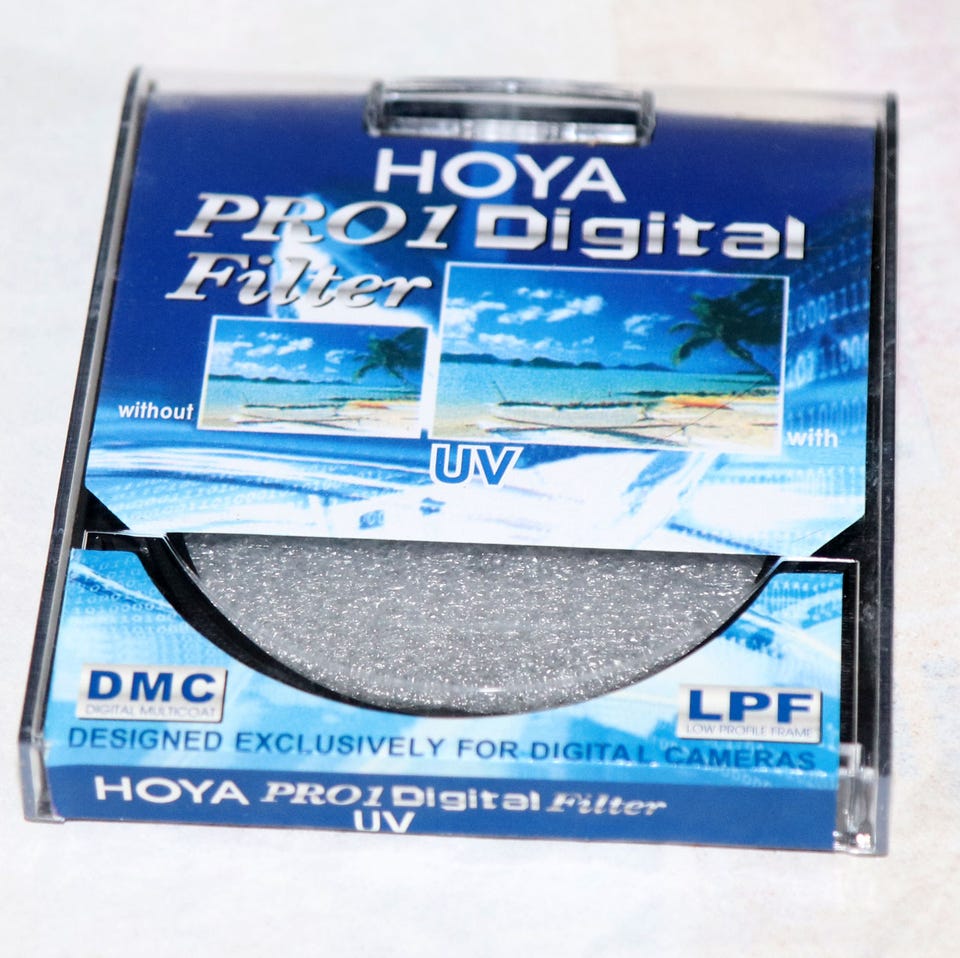 HOYA
PRO1 Digital
Filter
without
with
UV
DMC
DIGITAL MULTICOAT
LPF
LOW PROFILE FRAME
DESIGNED EXCLUSIVELY FOR DIGITAL CAMERAS
HOYA PRO1 Digital Filter
UV